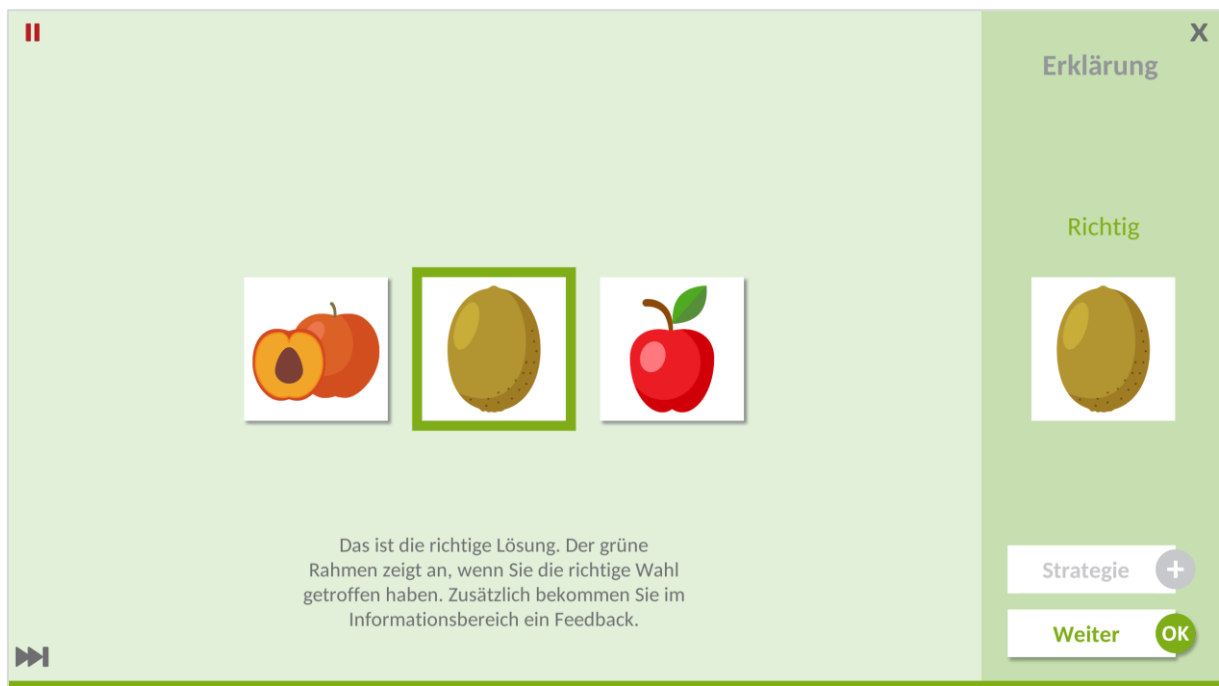 X
Erklärung
Richtig
Das ist die richtige Lösung. Der grüne
Rahmen zeigt an, wenn Sie die richtige Wahl
getroffen haben. Zusätzlich bekommen Sie im
Informationsbereich ein Feedback.
Strategie +
Weiter OK